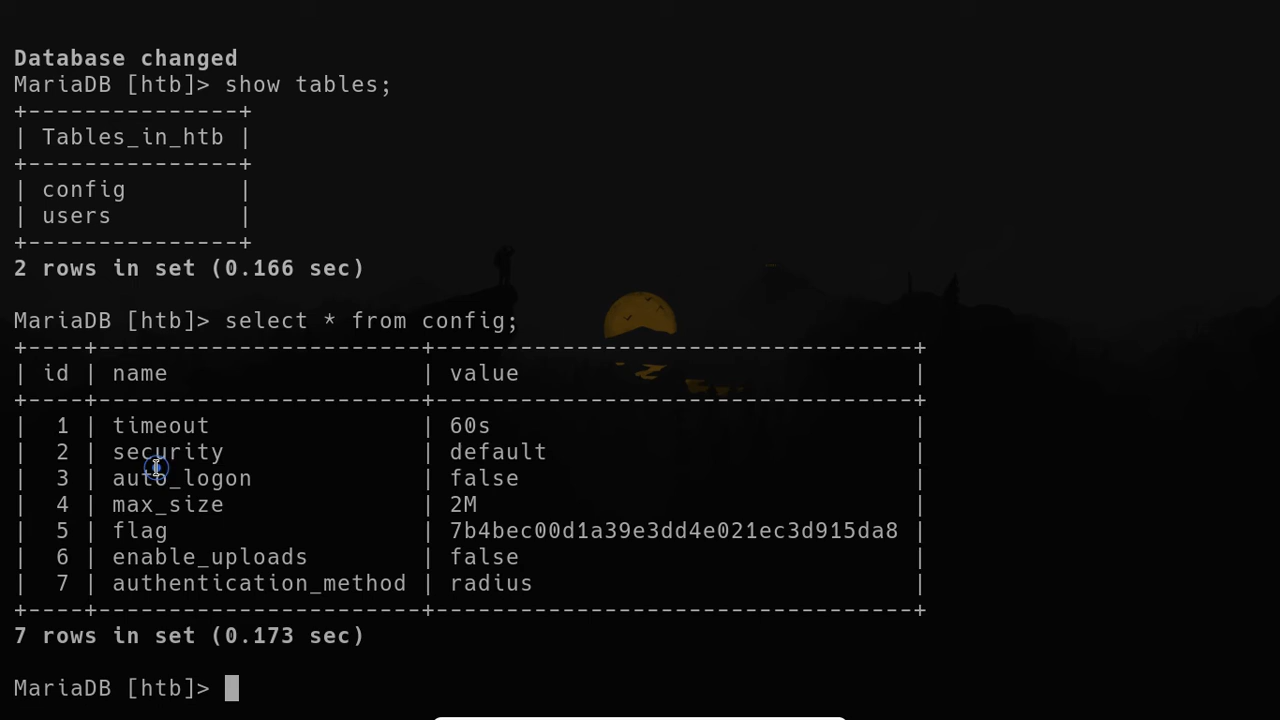 Database changed
MariaDB [htb]> show tables;
+---------------+
| Tables_in_htb |
+---------------+
| config        |
| users         |
+---------------+
2 rows in set (0.166 sec)
MariaDB [htb]> select * from config;
+----+-----------------------+----------------------------------+
| id | name                  | value                            |
+----+-----------------------+----------------------------------+
|  1 | timeout               | 60s                              |
|  2 | security              | default                          |
|  3 | auto_logon            | false                            |
|  4 | max_size              | 2M                               |
|  5 | flag                  | 7b4bec00d1a39e3dd4e021ec3d915da8 |
|  6 | enable_uploads        | false                            |
|  7 | authentication_method | radius                           |
+----+-----------------------+----------------------------------+
7 rows in set (0.173 sec)
MariaDB [htb]>